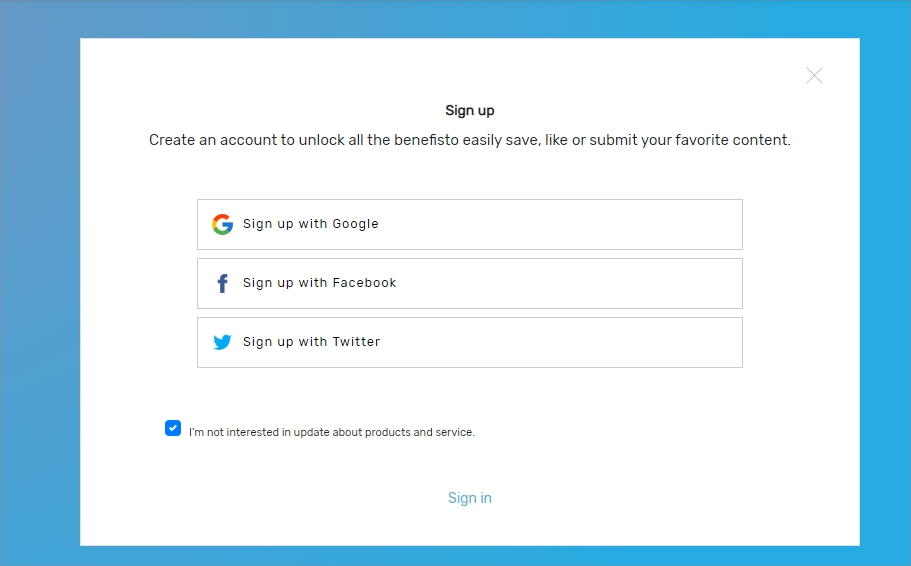 Sign up
Create an account to unlock all the benefisto easily save, like or submit your favorite content.
Sign up with Google
Sign up with Facebook
Sign up with Twitter
I'm not interested in update about products and service.
Sign in